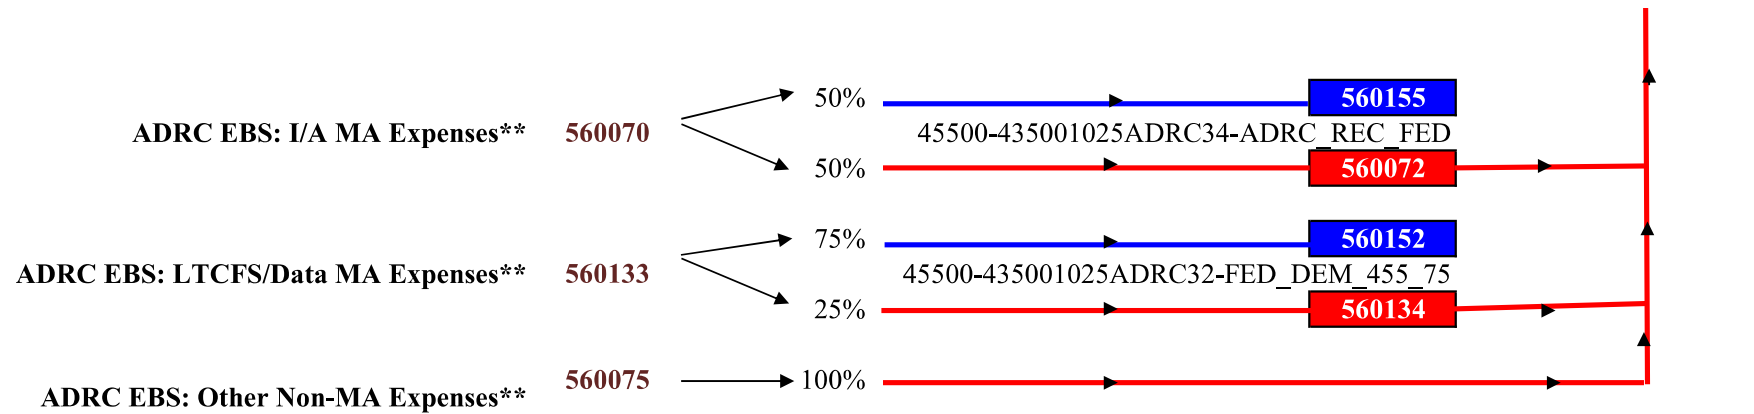 50% 560155
ADRC EBS: I/A MA Expenses** 560070 45500-435001025ADRC34-ADRC_REC_FED
50% 560072
75% 560152
ADRC EBS: LTCFS/Data MA Expenses** 560133 45500-435001025ADRC32-FED_DEM_455_75
25% 560134
560075 100%
ADRC EBS: Other Non-MA Expenses**